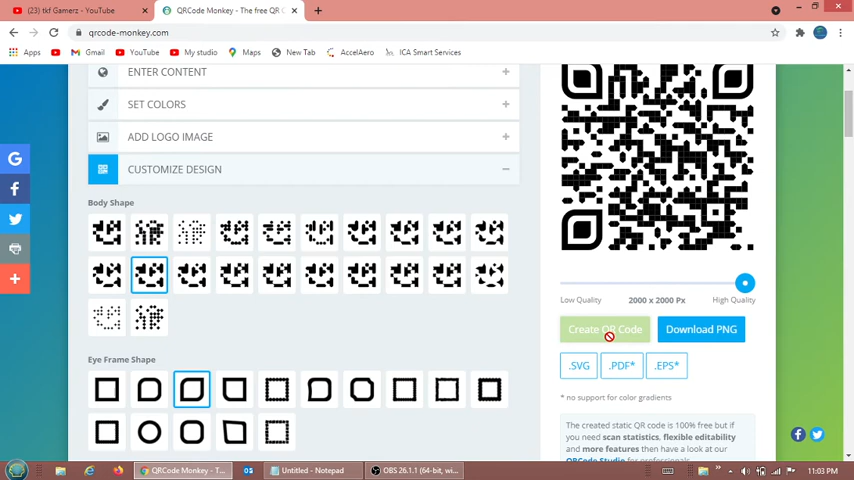 (23) tkf Gamerz - YouTube
QRCode Monkey - The free QR C
qrcode-monkey.com
Apps
Gmail
YouTube
My studio
Maps
New Tab
AccelAero
ICA Smart Services
ENTER CONTENT
SET COLORS
ADD LOGO IMAGE
CUSTOMIZE DESIGN
Body Shape
Low Quality
2000 x 2000 Px
High Quality
Create QR Code
Download PNG
.SVG
.PDF*
.EPS*
Eye Frame Shape
* no support for color gradients
The created static QR code is 100% free but if
you need scan statistics, flexible editability
and more features then have a look at our
QRCode Studio for professionals.
QRCode Monkey - T...
Untitled - Notepad
OBS 26.1.1 (64-bit, w...
11:03 PM